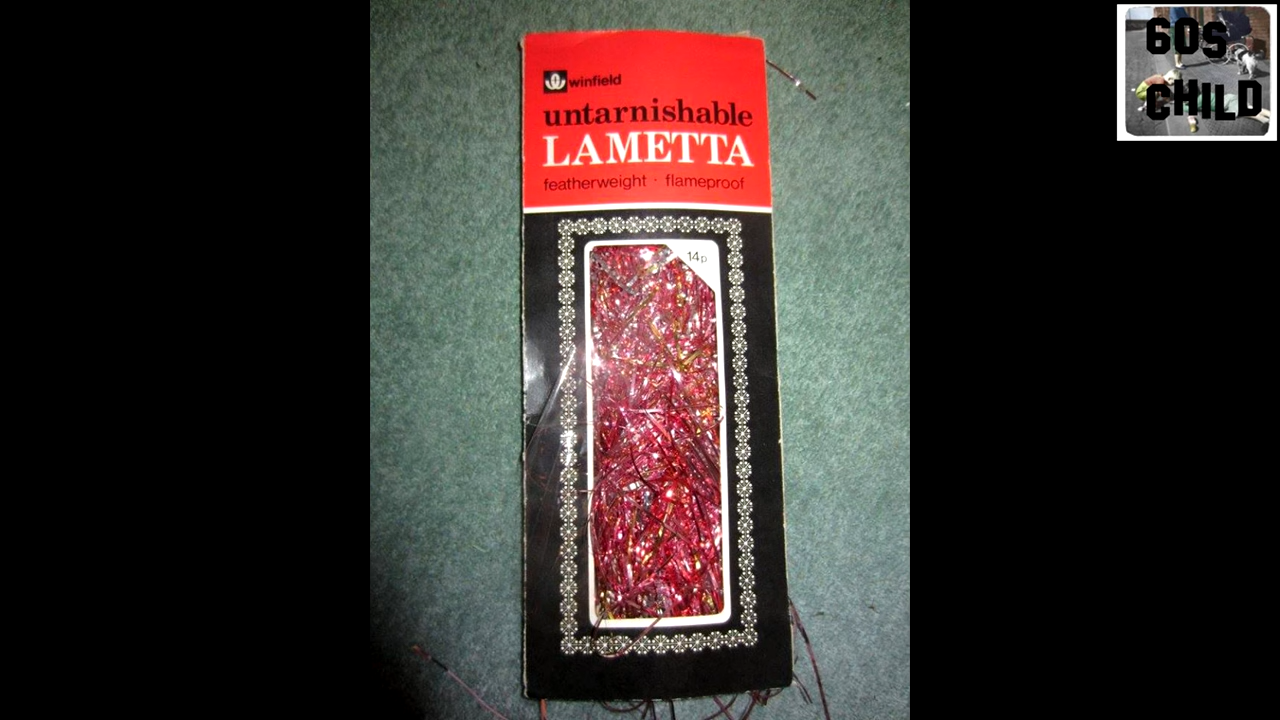 winfield
untarnishable
LAMETTA
featherweight · flameproof
14p
60s
CHILD